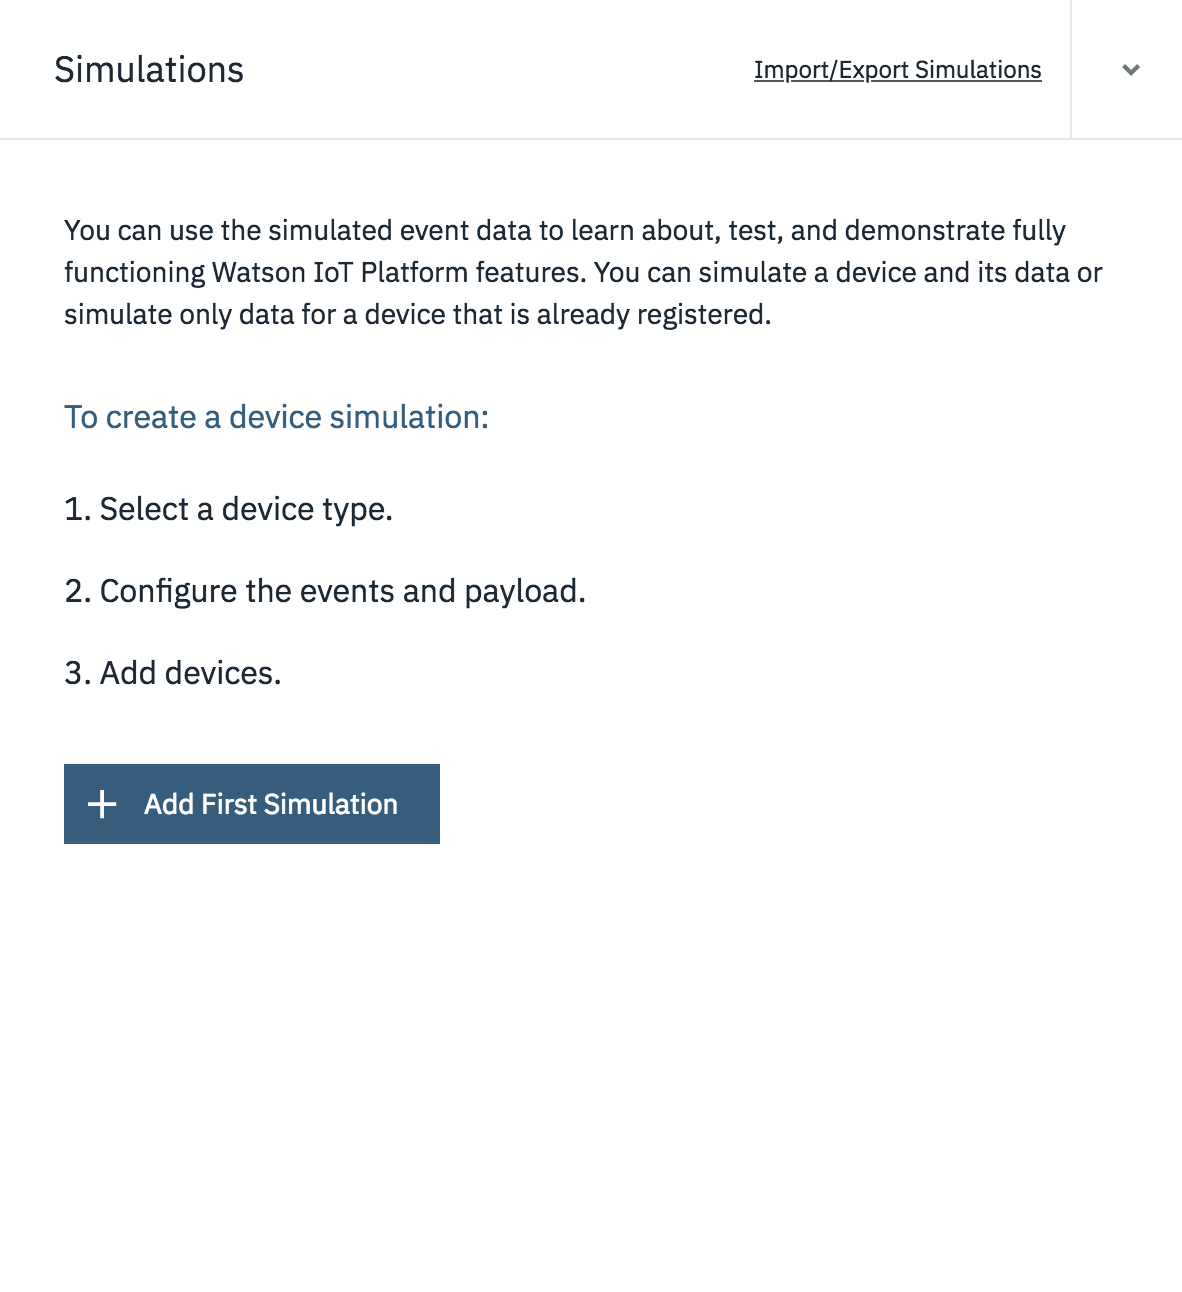 Simulations
Import/Export Simulations
You can use the simulated event data to learn about, test, and demonstrate fully
functioning Watson IoT Platform features. You can simulate a device and its data or
simulate only data for a device that is already registered.
To create a device simulation:
1. Select a device type.
2. Configure the events and payload.
3. Add devices.
Add First Simulation